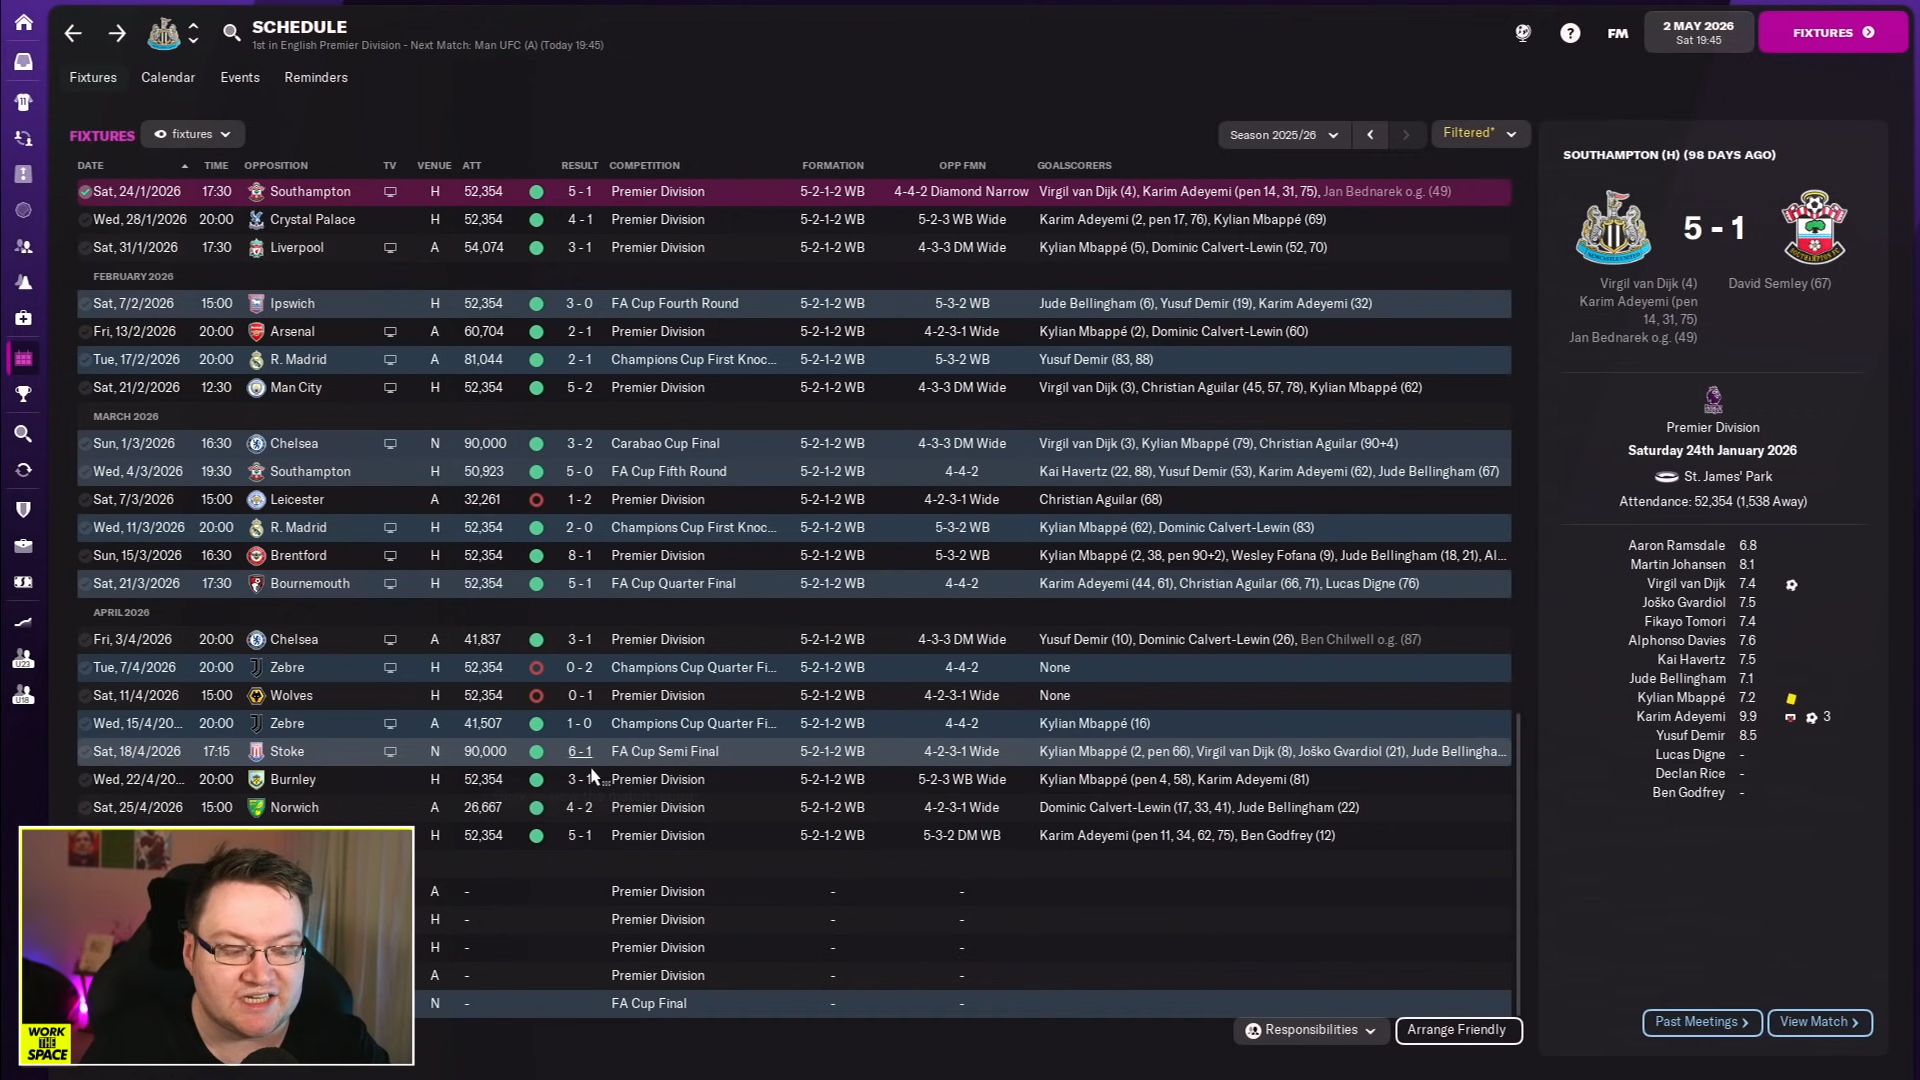 SCHEDULE
1st in English Premier Division - Next Match: Man UFC (A) (Today 19:45)
FM
2 MAY 2026
Sat 19:45
FIXTURES
Fixtures Calendar Events Reminders
FIXTURES fixtures Season 2025/26 Filtered*
DATE TIME OPPOSITION TV VENUE ATT RESULT COMPETITION FORMATION OPP FMN GOALSCORERS
Sat, 24/1/2026 17:30 Southampton H 52,354 5 - 1 Premier Division 5-2-1-2 WB 4-4-2 Diamond Narrow Virgil van Dijk (4), Karim Adeyemi (pen 14, 31, 75), Jan Bednarek o.g. (49)
Wed, 28/1/2026 20:00 Crystal Palace H 52,354 4 - 1 Premier Division 5-2-1-2 WB 5-2-3 WB Wide Karim Adeyemi (2, pen 17, 76), Kylian Mbappé (69)
Sat, 31/1/2026 17:30 Liverpool A 54,074 3 - 1 Premier Division 5-2-1-2 WB 4-3-3 DM Wide Kylian Mbappé (5), Dominic Calvert-Lewin (52, 70)
FEBRUARY 2026
Sat, 7/2/2026 15:00 Ipswich H 52,354 3 - 0 FA Cup Fourth Round 5-2-1-2 WB 5-3-2 WB Jude Bellingham (6), Yusuf Demir (19), Karim Adeyemi (32)
Fri, 13/2/2026 20:00 Arsenal A 60,704 2 - 1 Premier Division 5-2-1-2 WB 4-2-3-1 Wide Kylian Mbappé (2), Dominic Calvert-Lewin (60)
Tue, 17/2/2026 20:00 R. Madrid A 81,044 2 - 1 Champions Cup First Knoc... 5-2-1-2 WB 5-3-2 WB Yusuf Demir (83, 88)
Sat, 21/2/2026 12:30 Man City H 52,354 5 - 2 Premier Division 5-2-1-2 WB 4-3-3 DM Wide Virgil van Dijk (3), Christian Aguilar (45, 57, 78), Kylian Mbappé (62)
MARCH 2026
Sun, 1/3/2026 16:30 Chelsea N 90,000 3 - 2 Carabao Cup Final 5-2-1-2 WB 4-3-3 DM Wide Virgil van Dijk (3), Kylian Mbappé (79), Christian Aguilar (90+4)
Wed, 4/3/2026 19:30 Southampton H 50,923 5 - 0 FA Cup Fifth Round 5-2-1-2 WB 4-4-2 Kai Havertz (22, 88), Yusuf Demir (53), Karim Adeyemi (62), Jude Bellingham (67)
Sat, 7/3/2026 15:00 Leicester A 32,261 1 - 2 Premier Division 5-2-1-2 WB 4-2-3-1 Wide Christian Aguilar (68)
Wed, 11/3/2026 20:00 R. Madrid H 52,354 2 - 0 Champions Cup First Knoc... 5-2-1-2 WB 5-3-2 WB Kylian Mbappé (62), Dominic Calvert-Lewin (83)
Sun, 15/3/2026 16:30 Brentford H 52,354 8 - 1 Premier Division 5-2-1-2 WB 5-3-2 WB Kylian Mbappé (2, 38, pen 90+2), Wesley Fofana (9), Jude Bellingham (18, 21), Al...
Sat, 21/3/2026 17:30 Bournemouth H 52,354 5 - 1 FA Cup Quarter Final 5-2-1-2 WB 4-4-2 Karim Adeyemi (44, 61), Christian Aguilar (66, 71), Lucas Digne (76)
APRIL 2026
Fri, 3/4/2026 20:00 Chelsea A 41,837 3 - 1 Premier Division 5-2-1-2 WB 4-3-3 DM Wide Yusuf Demir (10), Dominic Calvert-Lewin (26), Ben Chilwell o.g. (87)
Tue, 7/4/2026 20:00 Zebre H 52,354 0 - 2 Champions Cup Quarter Fi... 5-2-1-2 WB 4-4-2 None
Sat, 11/4/2026 15:00 Wolves H 52,354 0 - 1 Premier Division 5-2-1-2 WB 4-2-3-1 Wide None
Wed, 15/4/20... 20:00 Zebre A 41,507 1 - 0 Champions Cup Quarter Fi... 5-2-1-2 WB 4-4-2 Kylian Mbappé (16)
Sat, 18/4/2026 17:15 Stoke N 90,000 6 - 1 FA Cup Semi Final 5-2-1-2 WB 4-2-3-1 Wide Kylian Mbappé (2, pen 66), Virgil van Dijk (8), Joško Gvardiol (21), Jude Bellingha...
Wed, 22/4/20... 20:00 Burnley H 52,354 3 - 1 Premier Division 5-2-1-2 WB 5-2-3 WB Wide Kylian Mbappé (pen 4, 58), Karim Adeyemi (81)
Sat, 25/4/2026 15:00 Norwich A 26,667 4 - 2 Premier Division 5-2-1-2 WB 4-2-3-1 Wide Dominic Calvert-Lewin (17, 33, 41), Jude Bellingham (22)
H 52,354 5 - 1 Premier Division 5-2-1-2 WB 5-3-2 DM WB Karim Adeyemi (pen 11, 34, 62, 75), Ben Godfrey (12)
A - Premier Division - -
H - Premier Division - -
H - Premier Division - -
A - Premier Division - -
N - FA Cup Final - -
Responsibilities Arrange Friendly
SOUTHAMPTON (H) (98 DAYS AGO)
5 - 1
Virgil van Dijk (4) David Semley (67)
Karim Adeyemi (pen
14, 31, 75)
Jan Bednarek o.g. (49)
Premier Division
Saturday 24th January 2026
St. James' Park
Attendance: 52,354 (1,538 Away)
Aaron Ramsdale 6.8
Martin Johansen 8.1
Virgil van Dijk 7.4
Joško Gvardiol 7.5
Fikayo Tomori 7.4
Alphonso Davies 7.6
Kai Havertz 7.5
Jude Bellingham 7.1
Kylian Mbappé 7.2
Karim Adeyemi 9.9 3
Yusuf Demir 8.5
Lucas Digne -
Declan Rice -
Ben Godfrey -
Past Meetings View Match
U23
U18
WORK
THE
SPACE